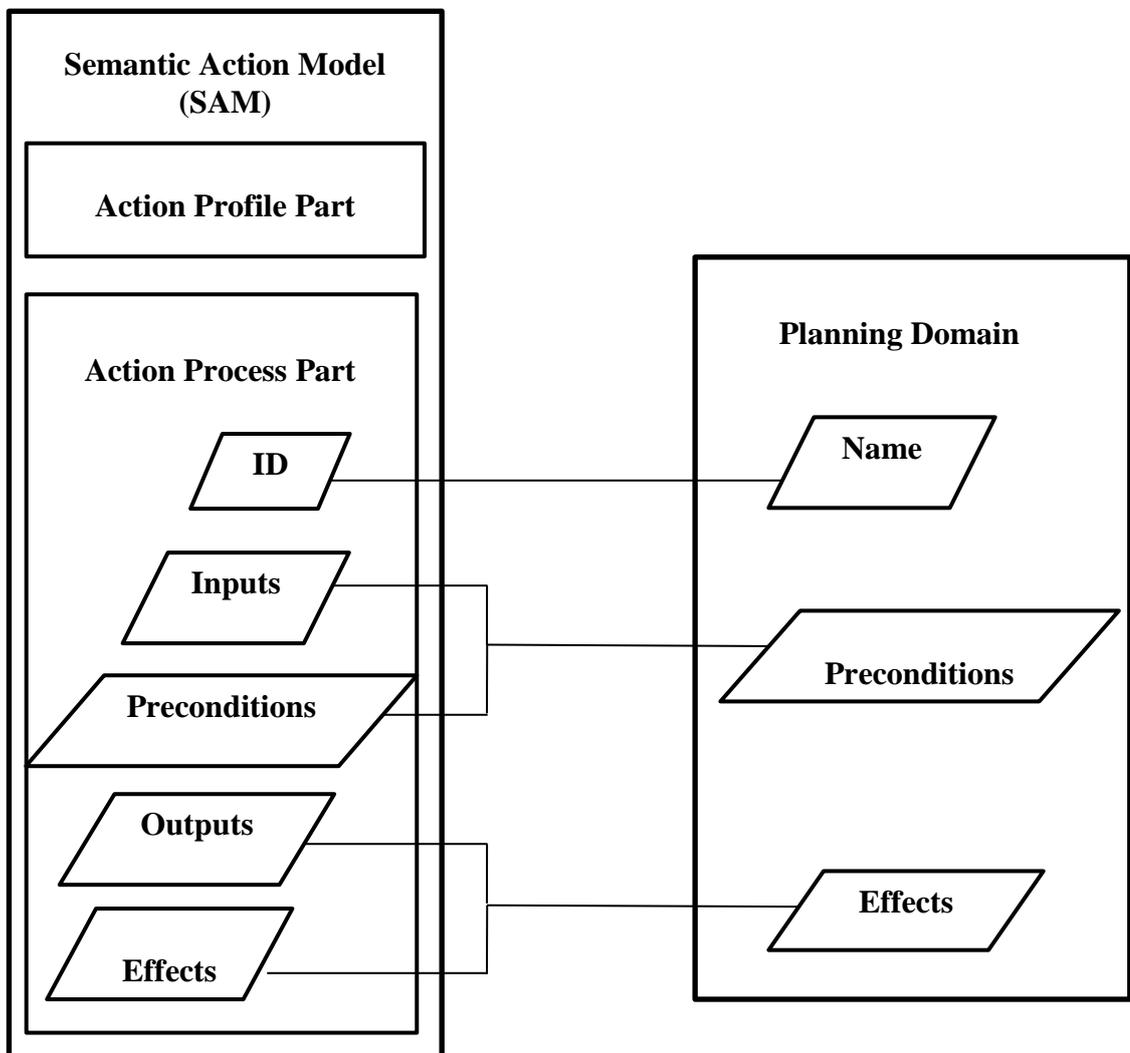 Semantic Action Model
(SAM)
Action Profile Part
Action Process Part
ID
Inputs
Preconditions
Outputs
Effects
Planning Domain
Name
Preconditions
Effects